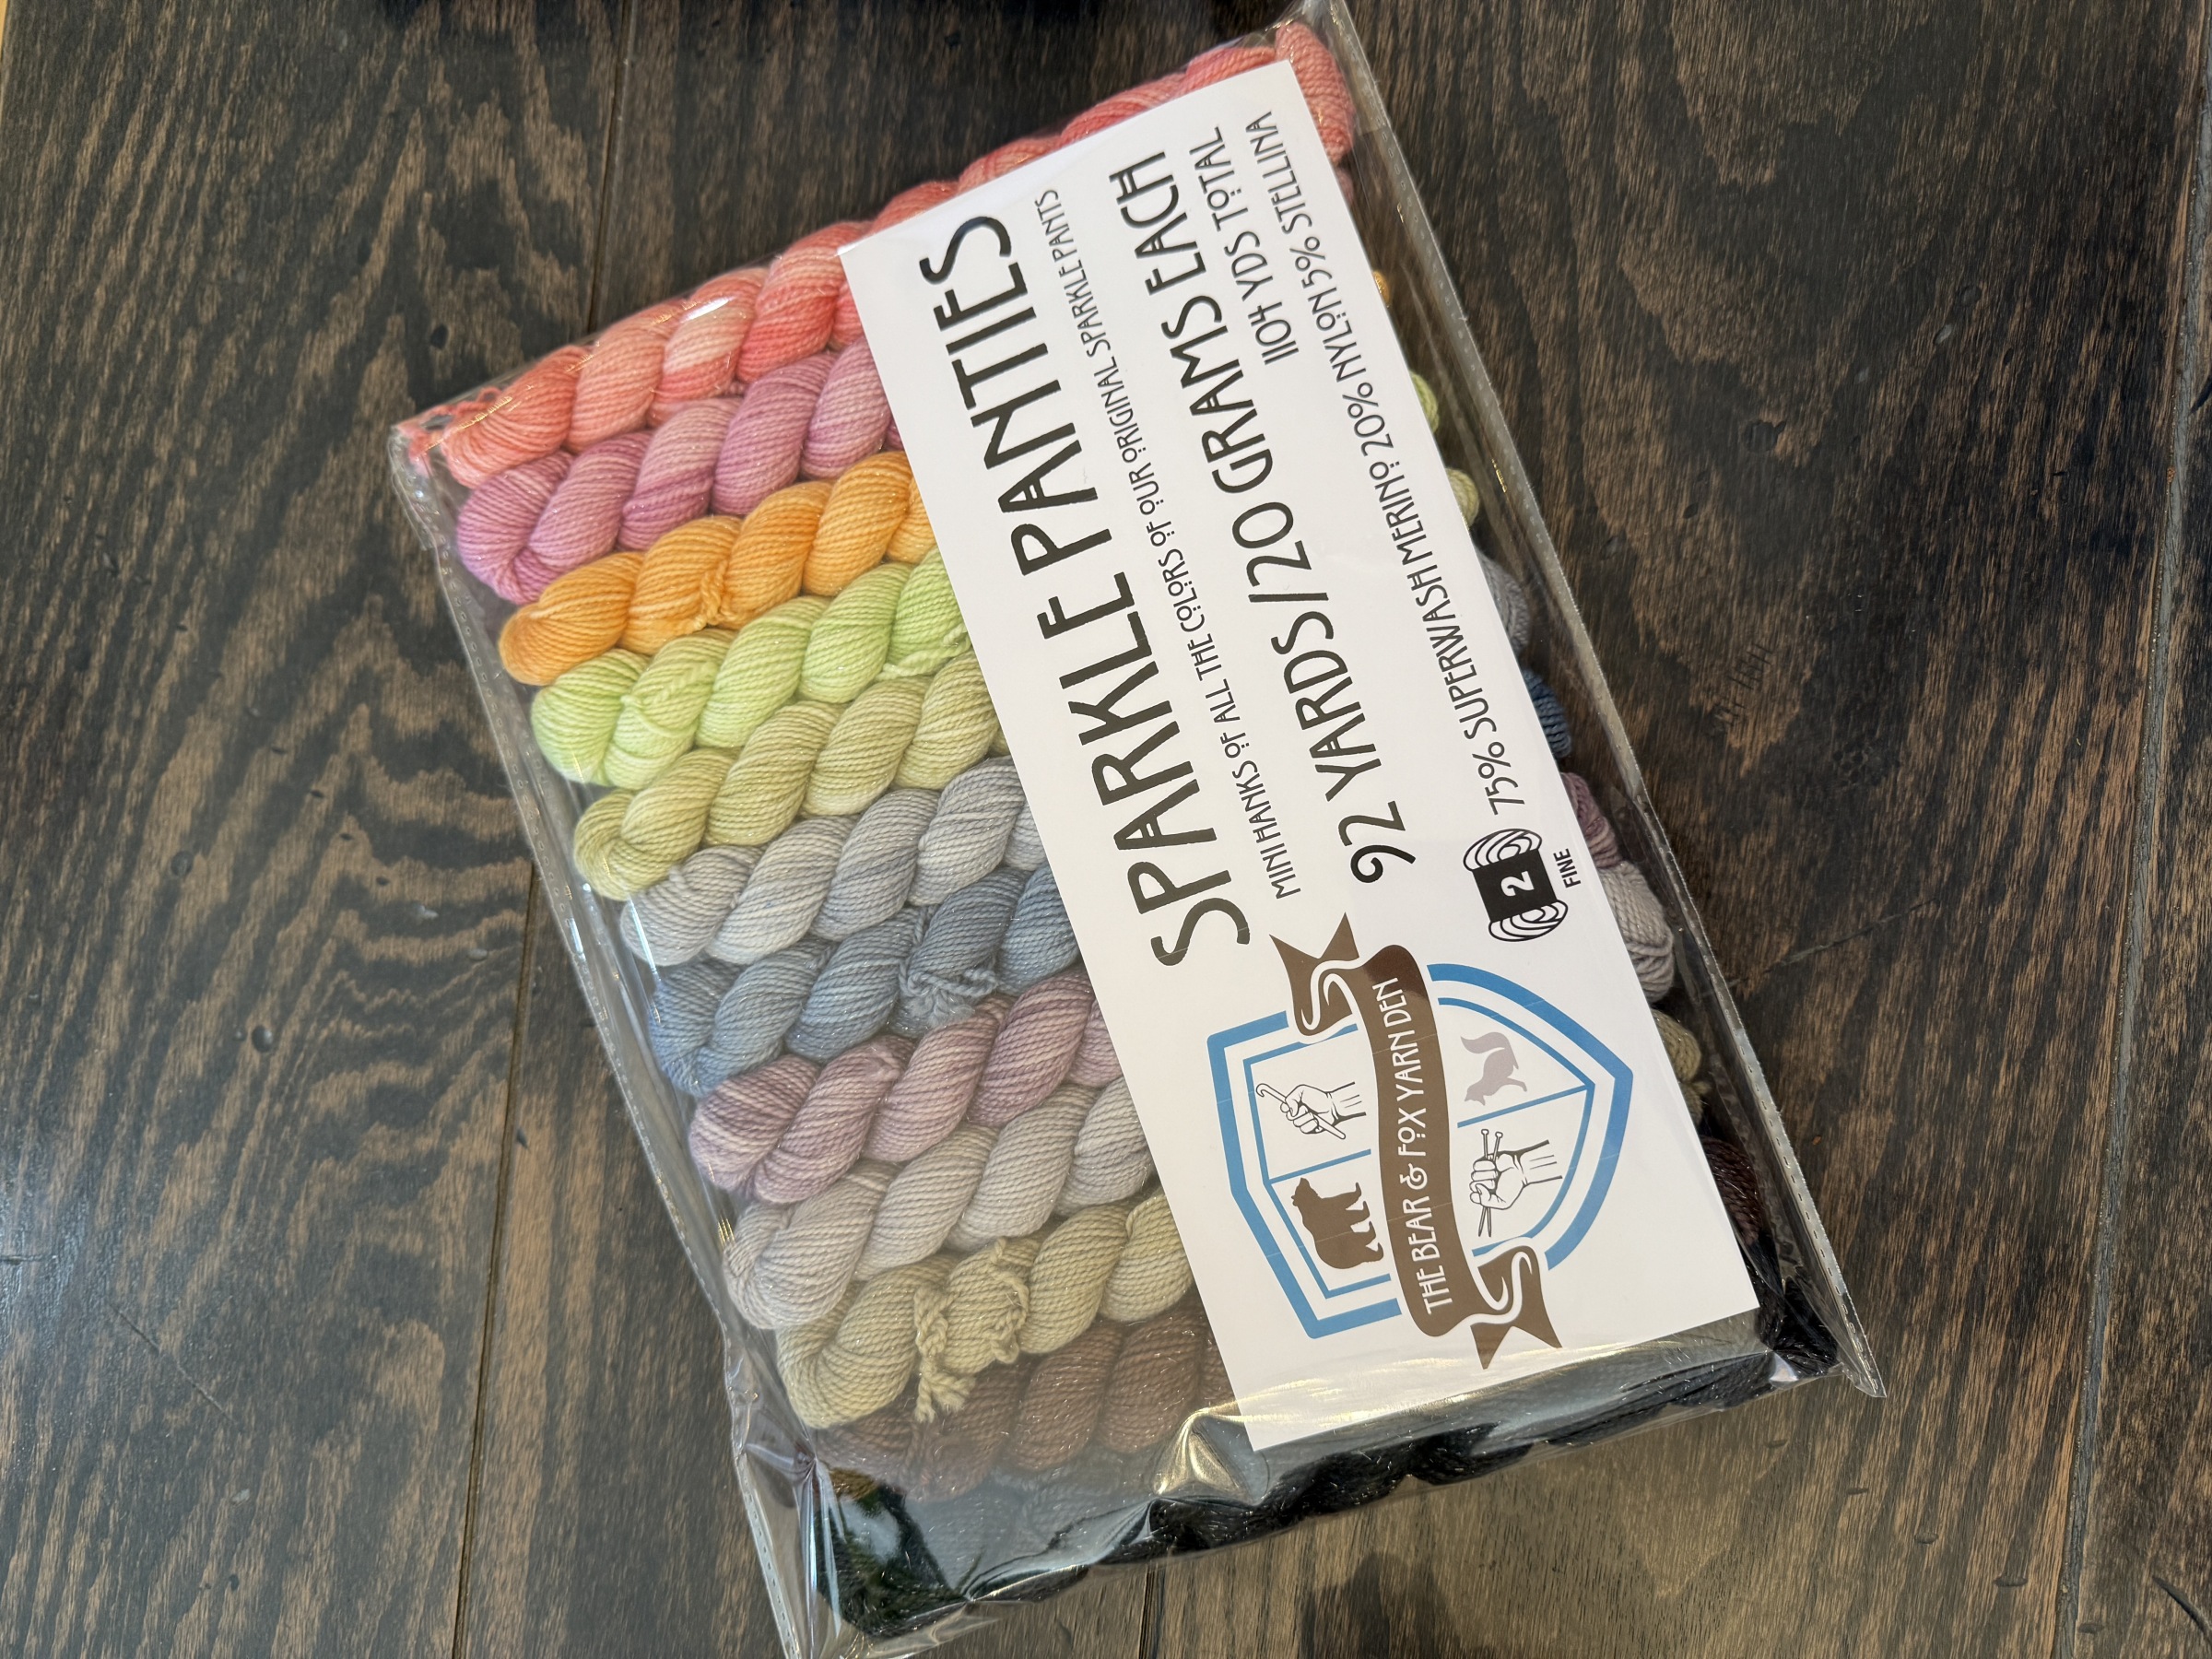 SPARKLE PANTIES
MINI HANKS OF ALL THE COLORS OF OUR ORIGINAL SPARKLE PANTS
92 YARDS/20 GRAMS EACH
1104 YDS TOTAL
75% SUPERWASH MERINO 20% NYLON 5% STELLINA
2
FINE
THE BEAR & FOX YARN DEN